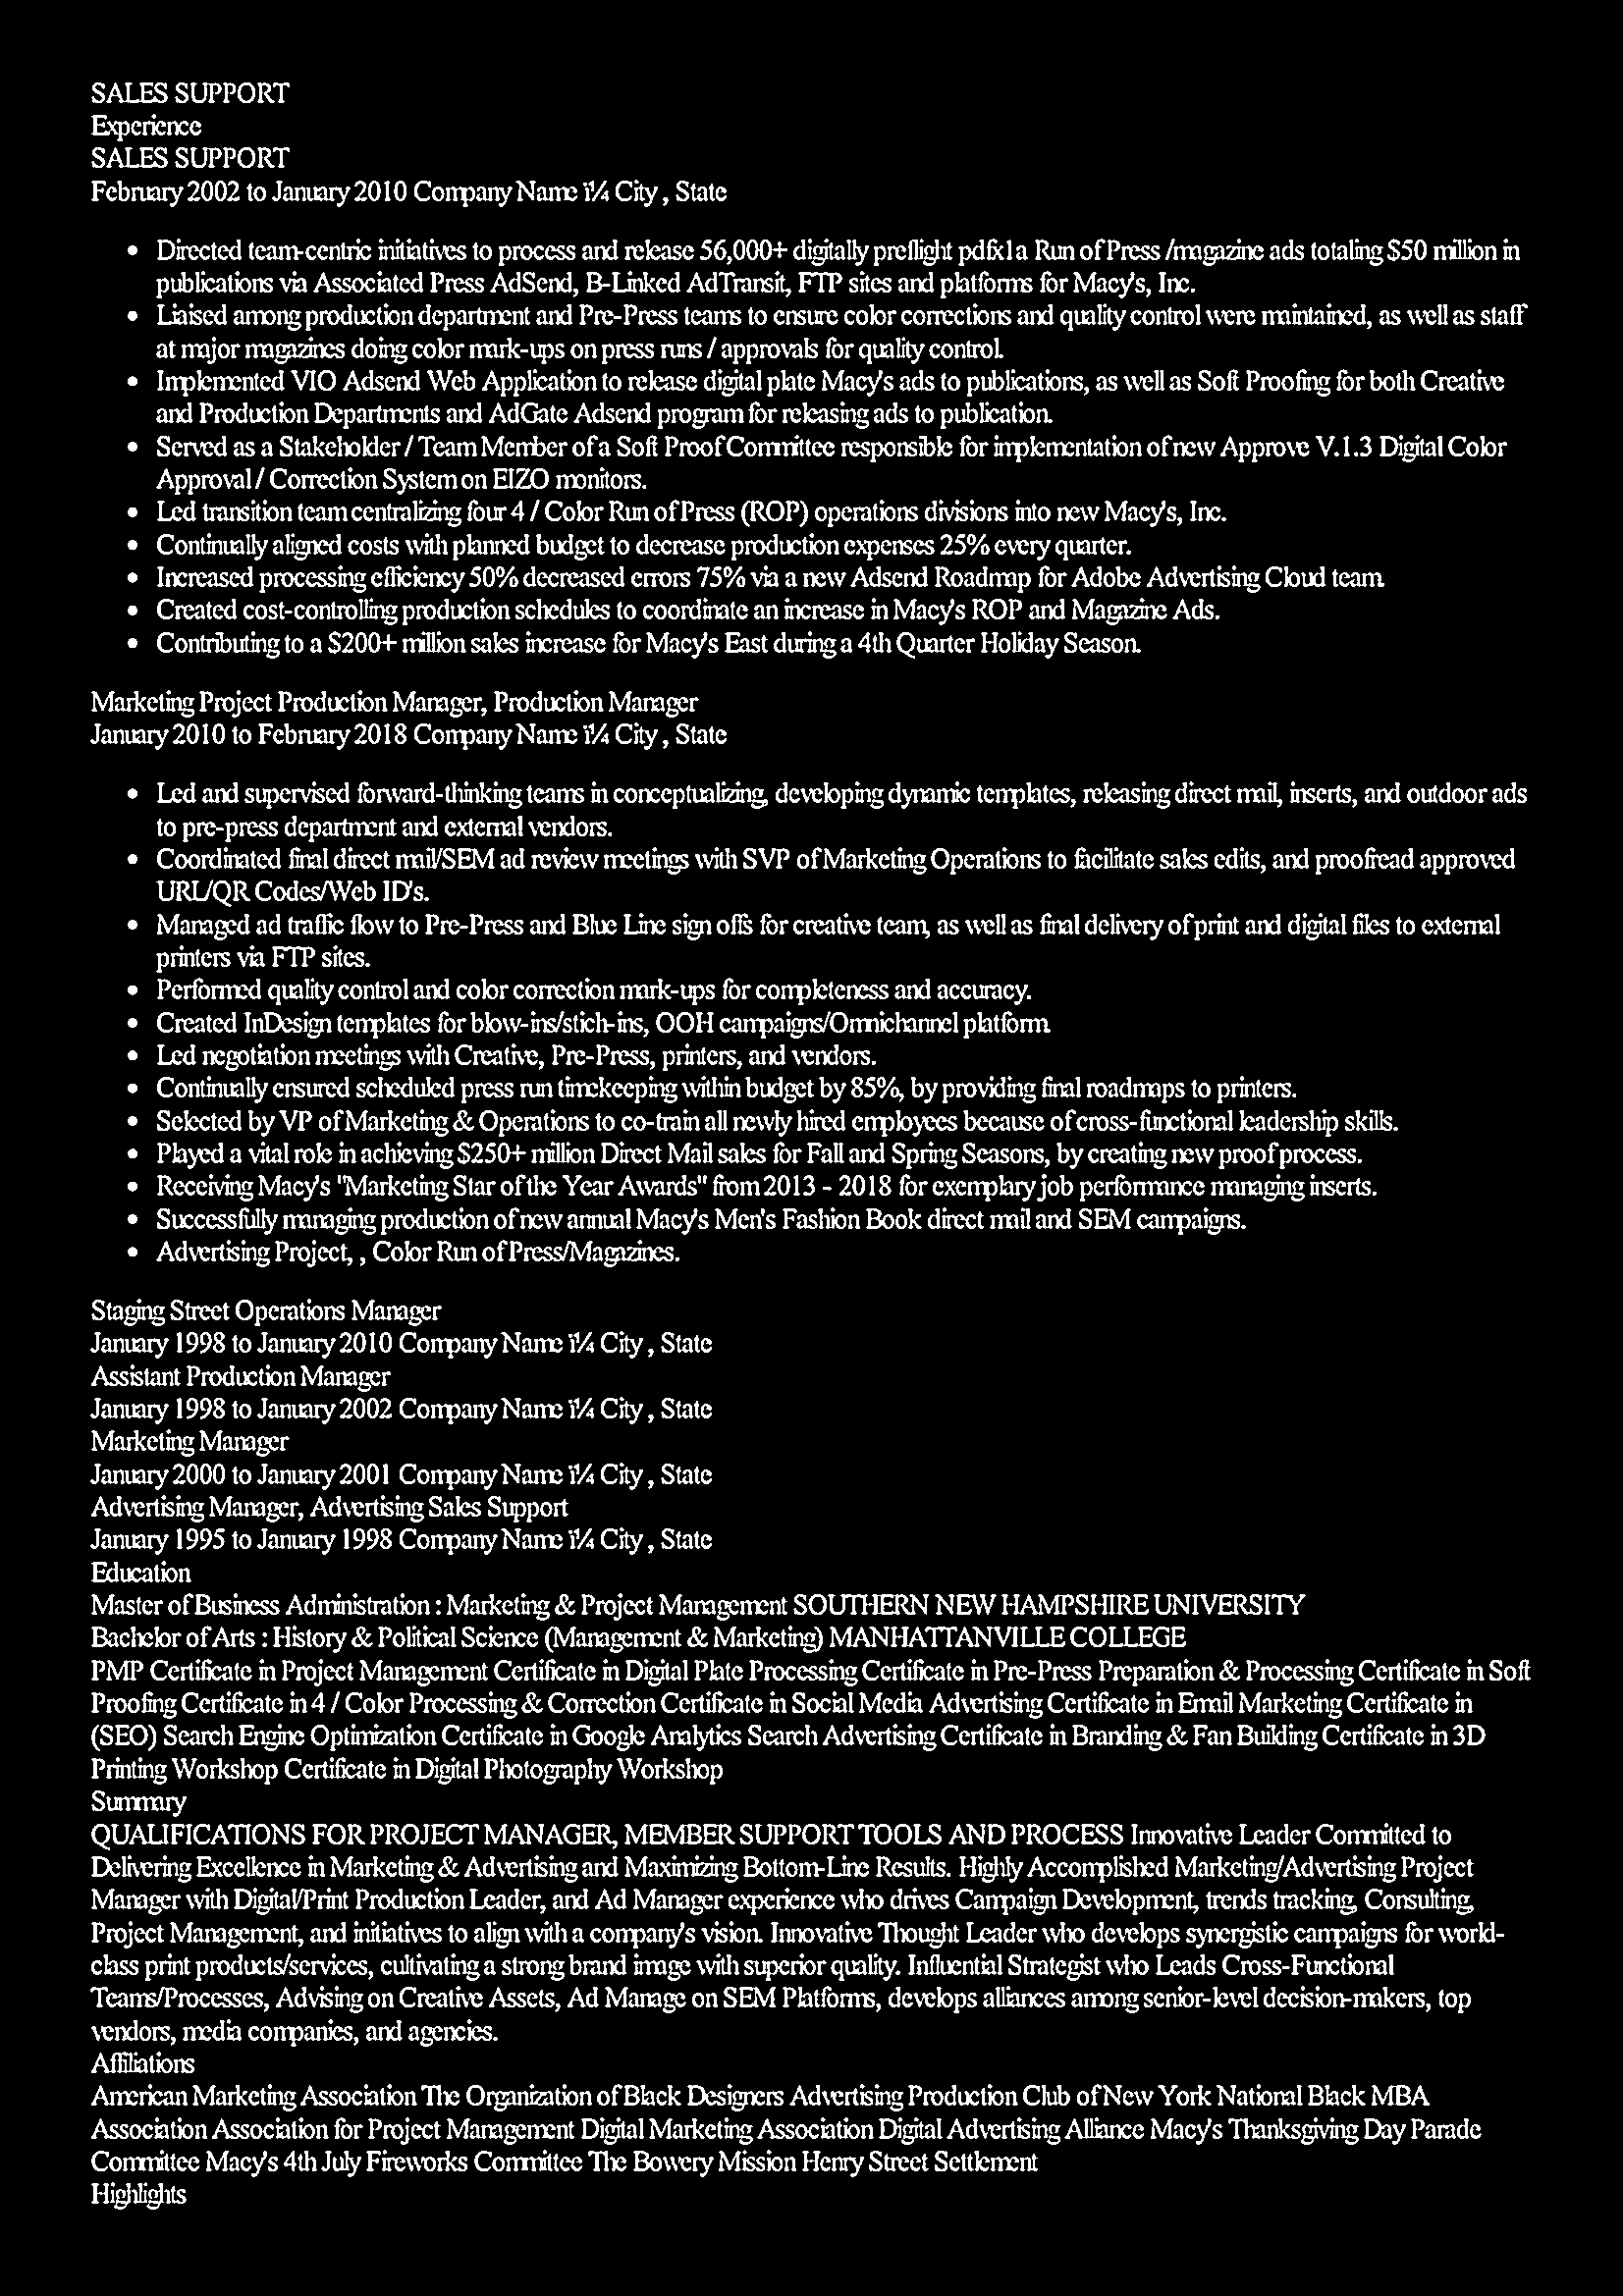 SALES SUPPORT
Experience
SALES SUPPORT
February 2002 to January 2010 Company Name ï¼ City , State
• Directed team-centric initiatives to process and release 56,000+ digitally preflight pdfx1a Run of Press /magazine ads totaling $50 million in
publications via Associated Press AdSend, B-Linked AdTransit, FTP sites and platforms for Macy's, Inc.
• Liaised among production department and Pre-Press teams to ensure color corrections and quality control were maintained, as well as staff
at major magazines doing color mark-ups on press runs / approvals for quality control.
• Implemented VIO Adsend Web Application to release digital plate Macy's ads to publications, as well as Soft Proofing for both Creative
and Production Departments and AdGate Adsend program for releasing ads to publication.
• Served as a Stakeholder / Team Member of a Soft Proof Committee responsible for implementation of new Approve V.1.3 Digital Color
Approval / Correction System on EIZO monitors.
• Led transition team centralizing four 4 / Color Run of Press (ROP) operations divisions into new Macy's, Inc.
• Continually aligned costs with planned budget to decrease production expenses 25% every quarter.
• Increased processing efficiency 50% decreased errors 75% via a new Adsend Roadmap for Adobe Advertising Cloud team.
• Created cost-controlling production schedules to coordinate an increase in Macy's ROP and Magazine Ads.
• Contributing to a $200+ million sales increase for Macy's East during a 4th Quarter Holiday Season.
Marketing Project Production Manager, Production Manager
January 2010 to February 2018 Company Name ï¼ City , State
• Led and supervised forward-thinking teams in conceptualizing, developing dynamic templates, releasing direct mail, inserts, and outdoor ads
to pre-press department and external vendors.
• Coordinated final direct mail/SEM ad review meetings with SVP of Marketing Operations to facilitate sales edits, and proofread approved
URL/QR Codes/Web ID's.
• Managed ad traffic flow to Pre-Press and Blue Line sign offs for creative team, as well as final delivery of print and digital files to external
printers via FTP sites.
• Performed quality control and color correction mark-ups for completeness and accuracy.
• Created InDesign templates for blow-ins/stich-ins, OOH campaigns/Omnichannel platform.
• Led negotiation meetings with Creative, Pre-Press, printers, and vendors.
• Continually ensured scheduled press run timekeeping within budget by 85%, by providing final roadmaps to printers.
• Selected by VP of Marketing & Operations to co-train all newly hired employees because of cross-functional leadership skills.
• Played a vital role in achieving $250+ million Direct Mail sales for Fall and Spring Seasons, by creating new proof process.
• Receiving Macy's "Marketing Star of the Year Awards" from 2013 - 2018 for exemplary job performance managing inserts.
• Successfully managing production of new annual Macy's Men's Fashion Book direct mail and SEM campaigns.
• Advertising Project, , Color Run of Press/Magazines.
Staging Street Operations Manager
January 1998 to January 2010 Company Name ï¼ City , State
Assistant Production Manager
January 1998 to January 2002 Company Name ï¼ City , State
Marketing Manager
January 2000 to January 2001 Company Name ï¼ City , State
Advertising Manager, Advertising Sales Support
January 1995 to January 1998 Company Name ï¼ City , State
Education
Master of Business Administration : Marketing & Project Management SOUTHERN NEW HAMPSHIRE UNIVERSITY
Bachelor of Arts : History & Political Science (Management & Marketing) MANHATTANVILLE COLLEGE
PMP Certificate in Project Management Certificate in Digital Plate Processing Certificate in Pre-Press Preparation & Processing Certificate in Soft
Proofing Certificate in 4 / Color Processing & Correction Certificate in Social Media Advertising Certificate in Email Marketing Certificate in
(SEO) Search Engine Optimization Certificate in Google Analytics Search Advertising Certificate in Branding & Fan Building Certificate in 3D
Printing Workshop Certificate in Digital Photography Workshop
Summary
QUALIFICATIONS FOR PROJECT MANAGER, MEMBER SUPPORT TOOLS AND PROCESS Innovative Leader Committed to
Delivering Excellence in Marketing & Advertising and Maximizing Bottom-Line Results. Highly Accomplished Marketing/Advertising Project
Manager with Digital/Print Production Leader, and Ad Manager experience who drives Campaign Development, trends tracking, Consulting,
Project Management, and initiatives to align with a company's vision. Innovative Thought Leader who develops synergistic campaigns for world-
class print products/services, cultivating a strong brand image with superior quality. Influential Strategist who Leads Cross-Functional
Teams/Processes, Advising on Creative Assets, Ad Manage on SEM Platforms, develops alliances among senior-level decision-makers, top
vendors, media companies, and agencies.
Affiliations
American Marketing Association The Organization of Black Designers Advertising Production Club of New York National Black MBA
Association Association for Project Management Digital Marketing Association Digital Advertising Alliance Macy's Thanksgiving Day Parade
Committee Macy's 4th July Fireworks Committee The Bowery Mission Henry Street Settlement
Highlights